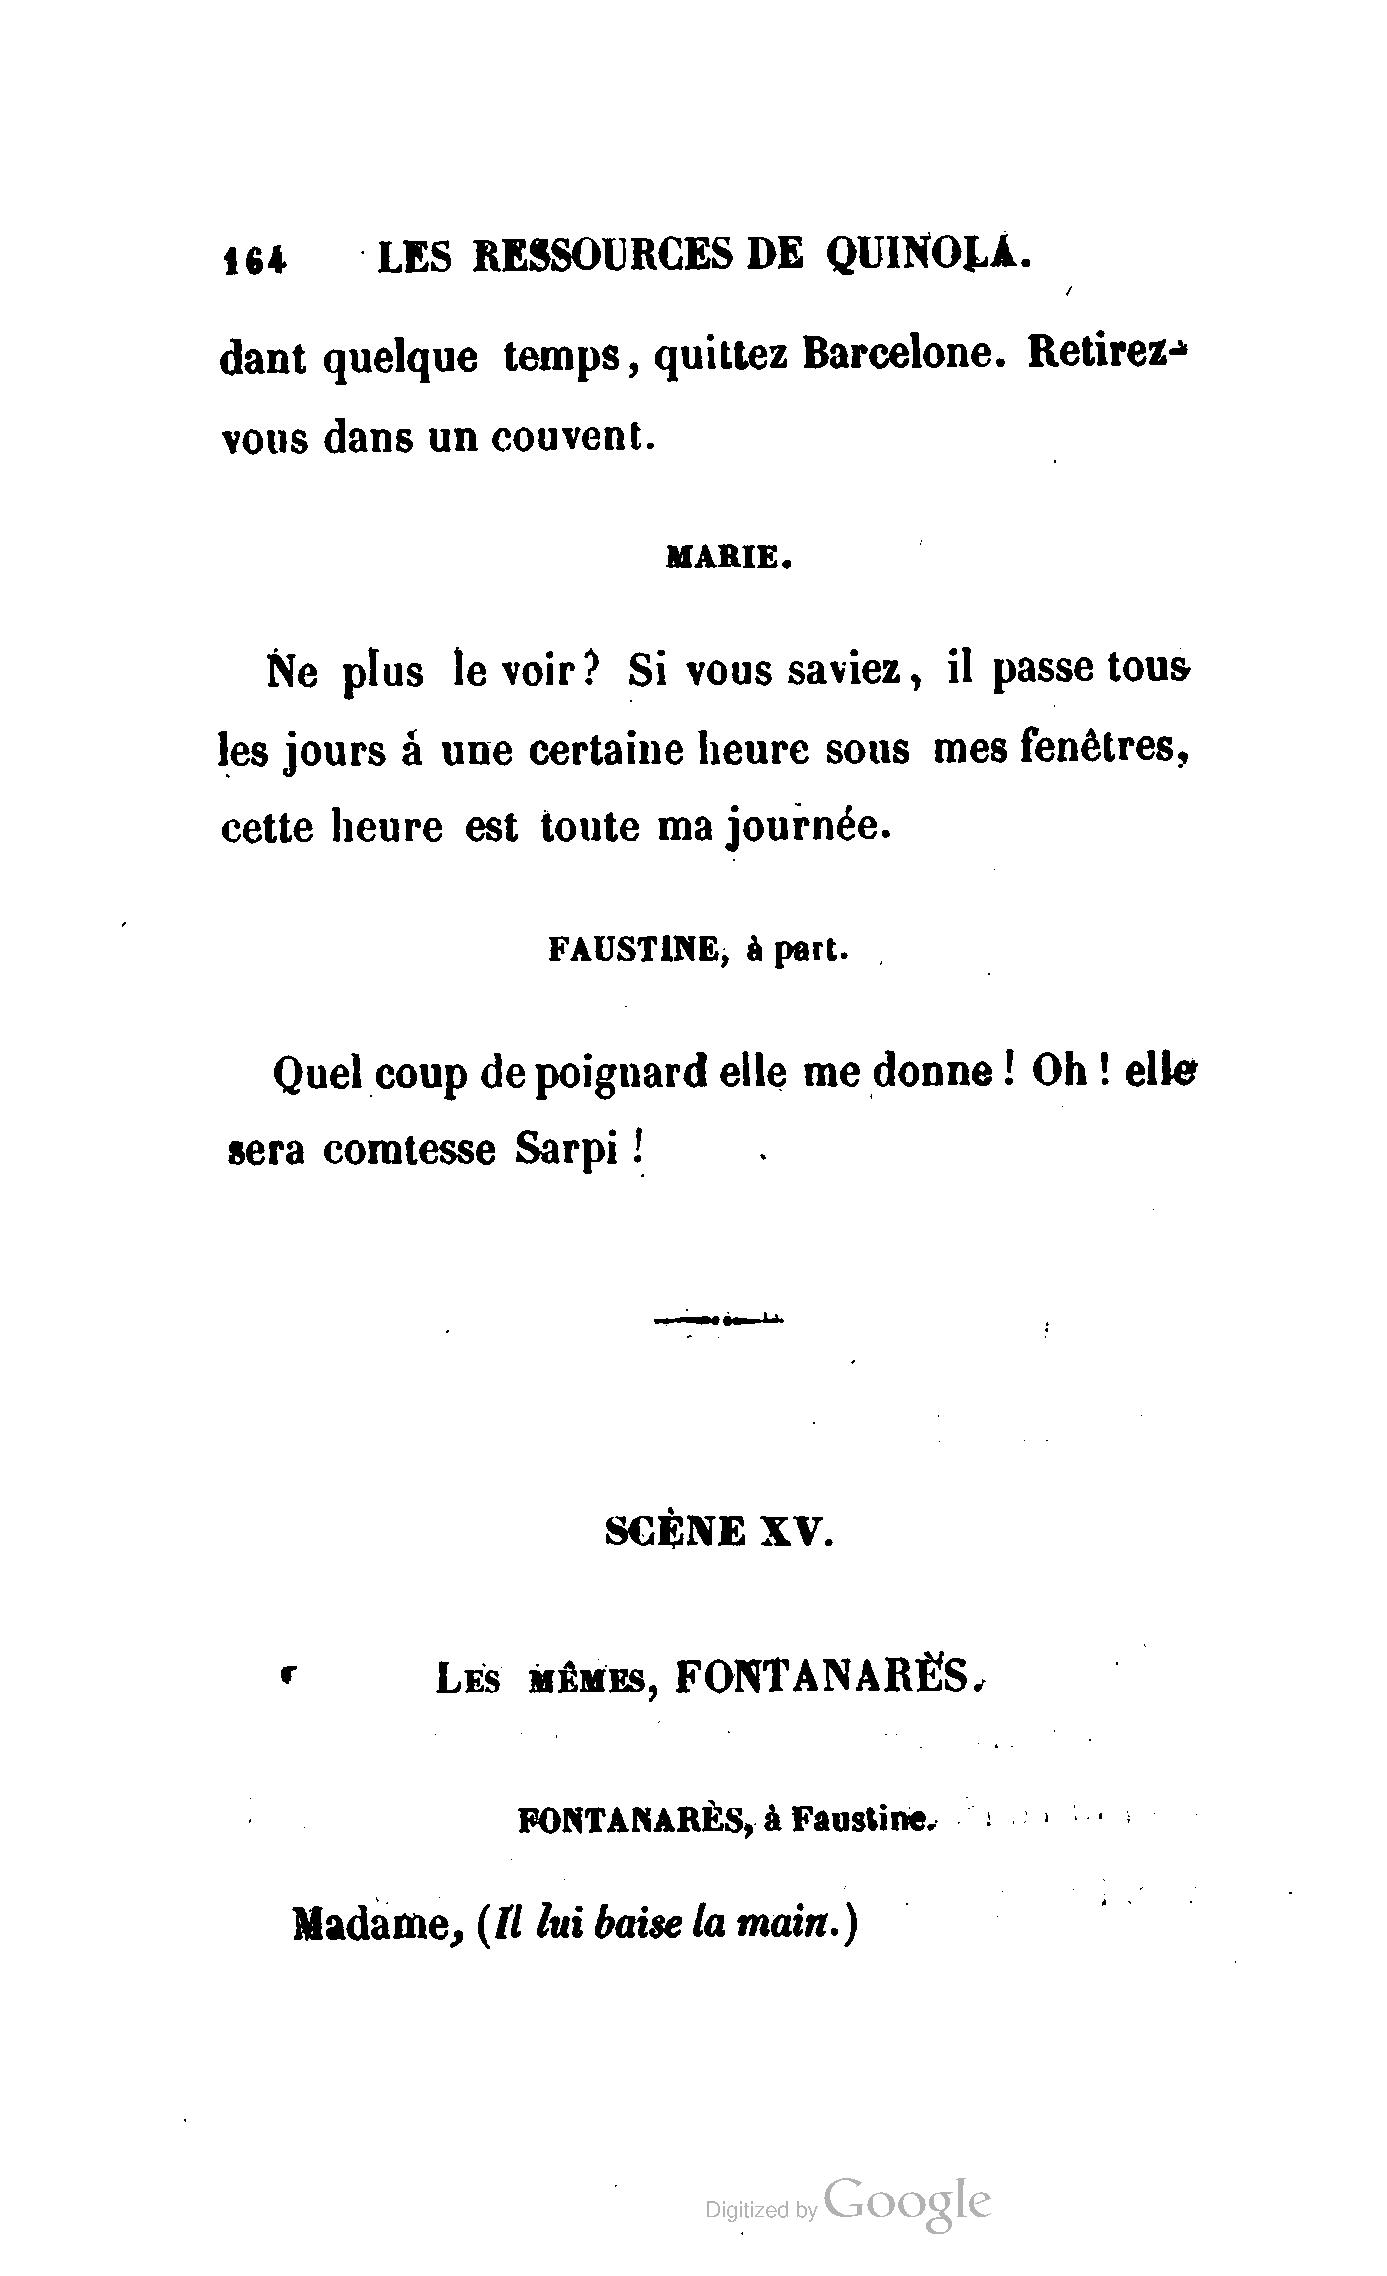 164 LES RESSOURCES DE QUINOLA.
dant quelque temps, quittez Barcelone. Retirez-
vous dans un couvent.
MARIE.
Ne plus le voir? Si vous saviez, il passe tous
les jours à une certaine heure sous mes fenêtres,
cette heure est toute ma journée.
FAUSTINE, à part.
Quel coup de poignard elle me donne! Oh! elle
sera comtesse Sarpi!
SCÈNE XV.
LES MÊMES, FONTANARÈS.
FONTANARÈS, à Faustine.
Madame, (Il lui baise la main.)
Digitized by Google